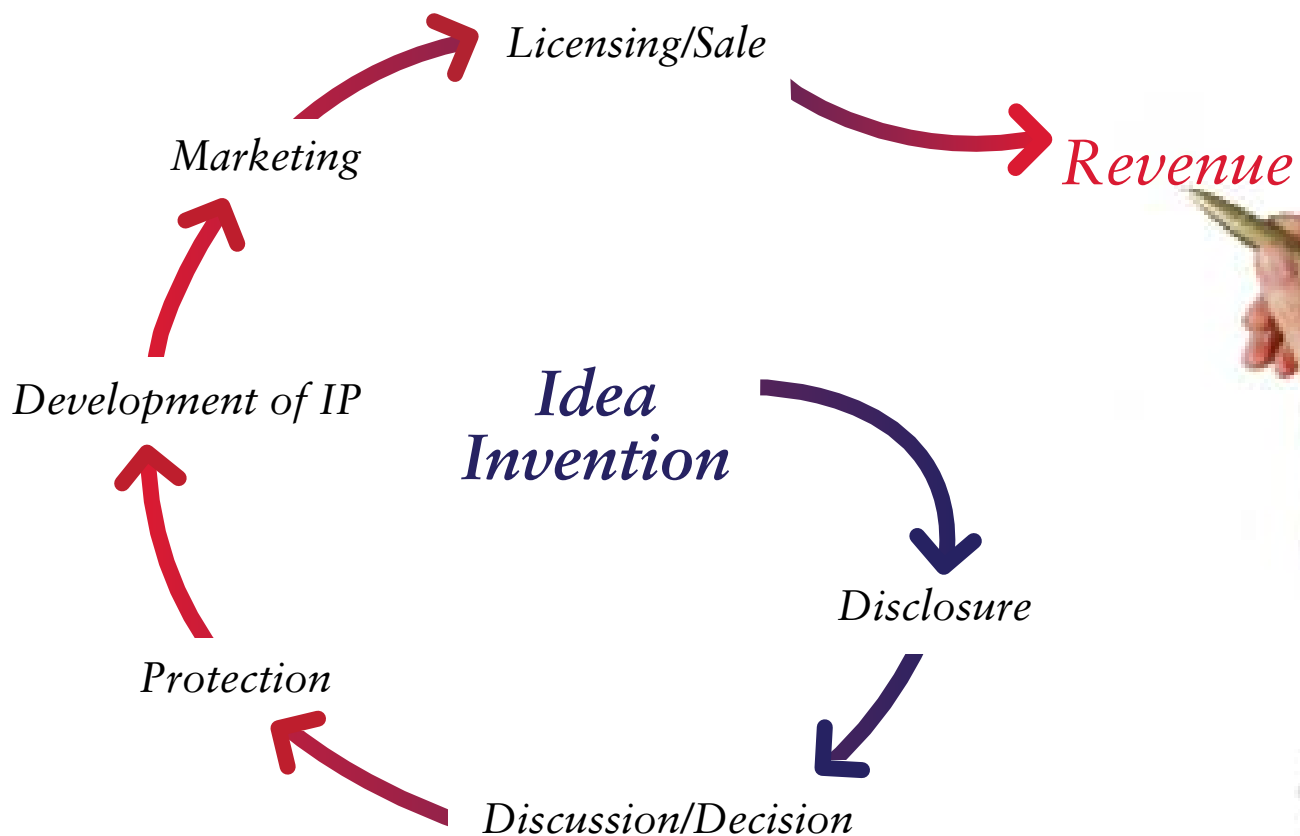 Licensing/Sale
Marketing
Revenue
Development of IP
Idea
Invention
Disclosure
Protection
Discussion/Decision